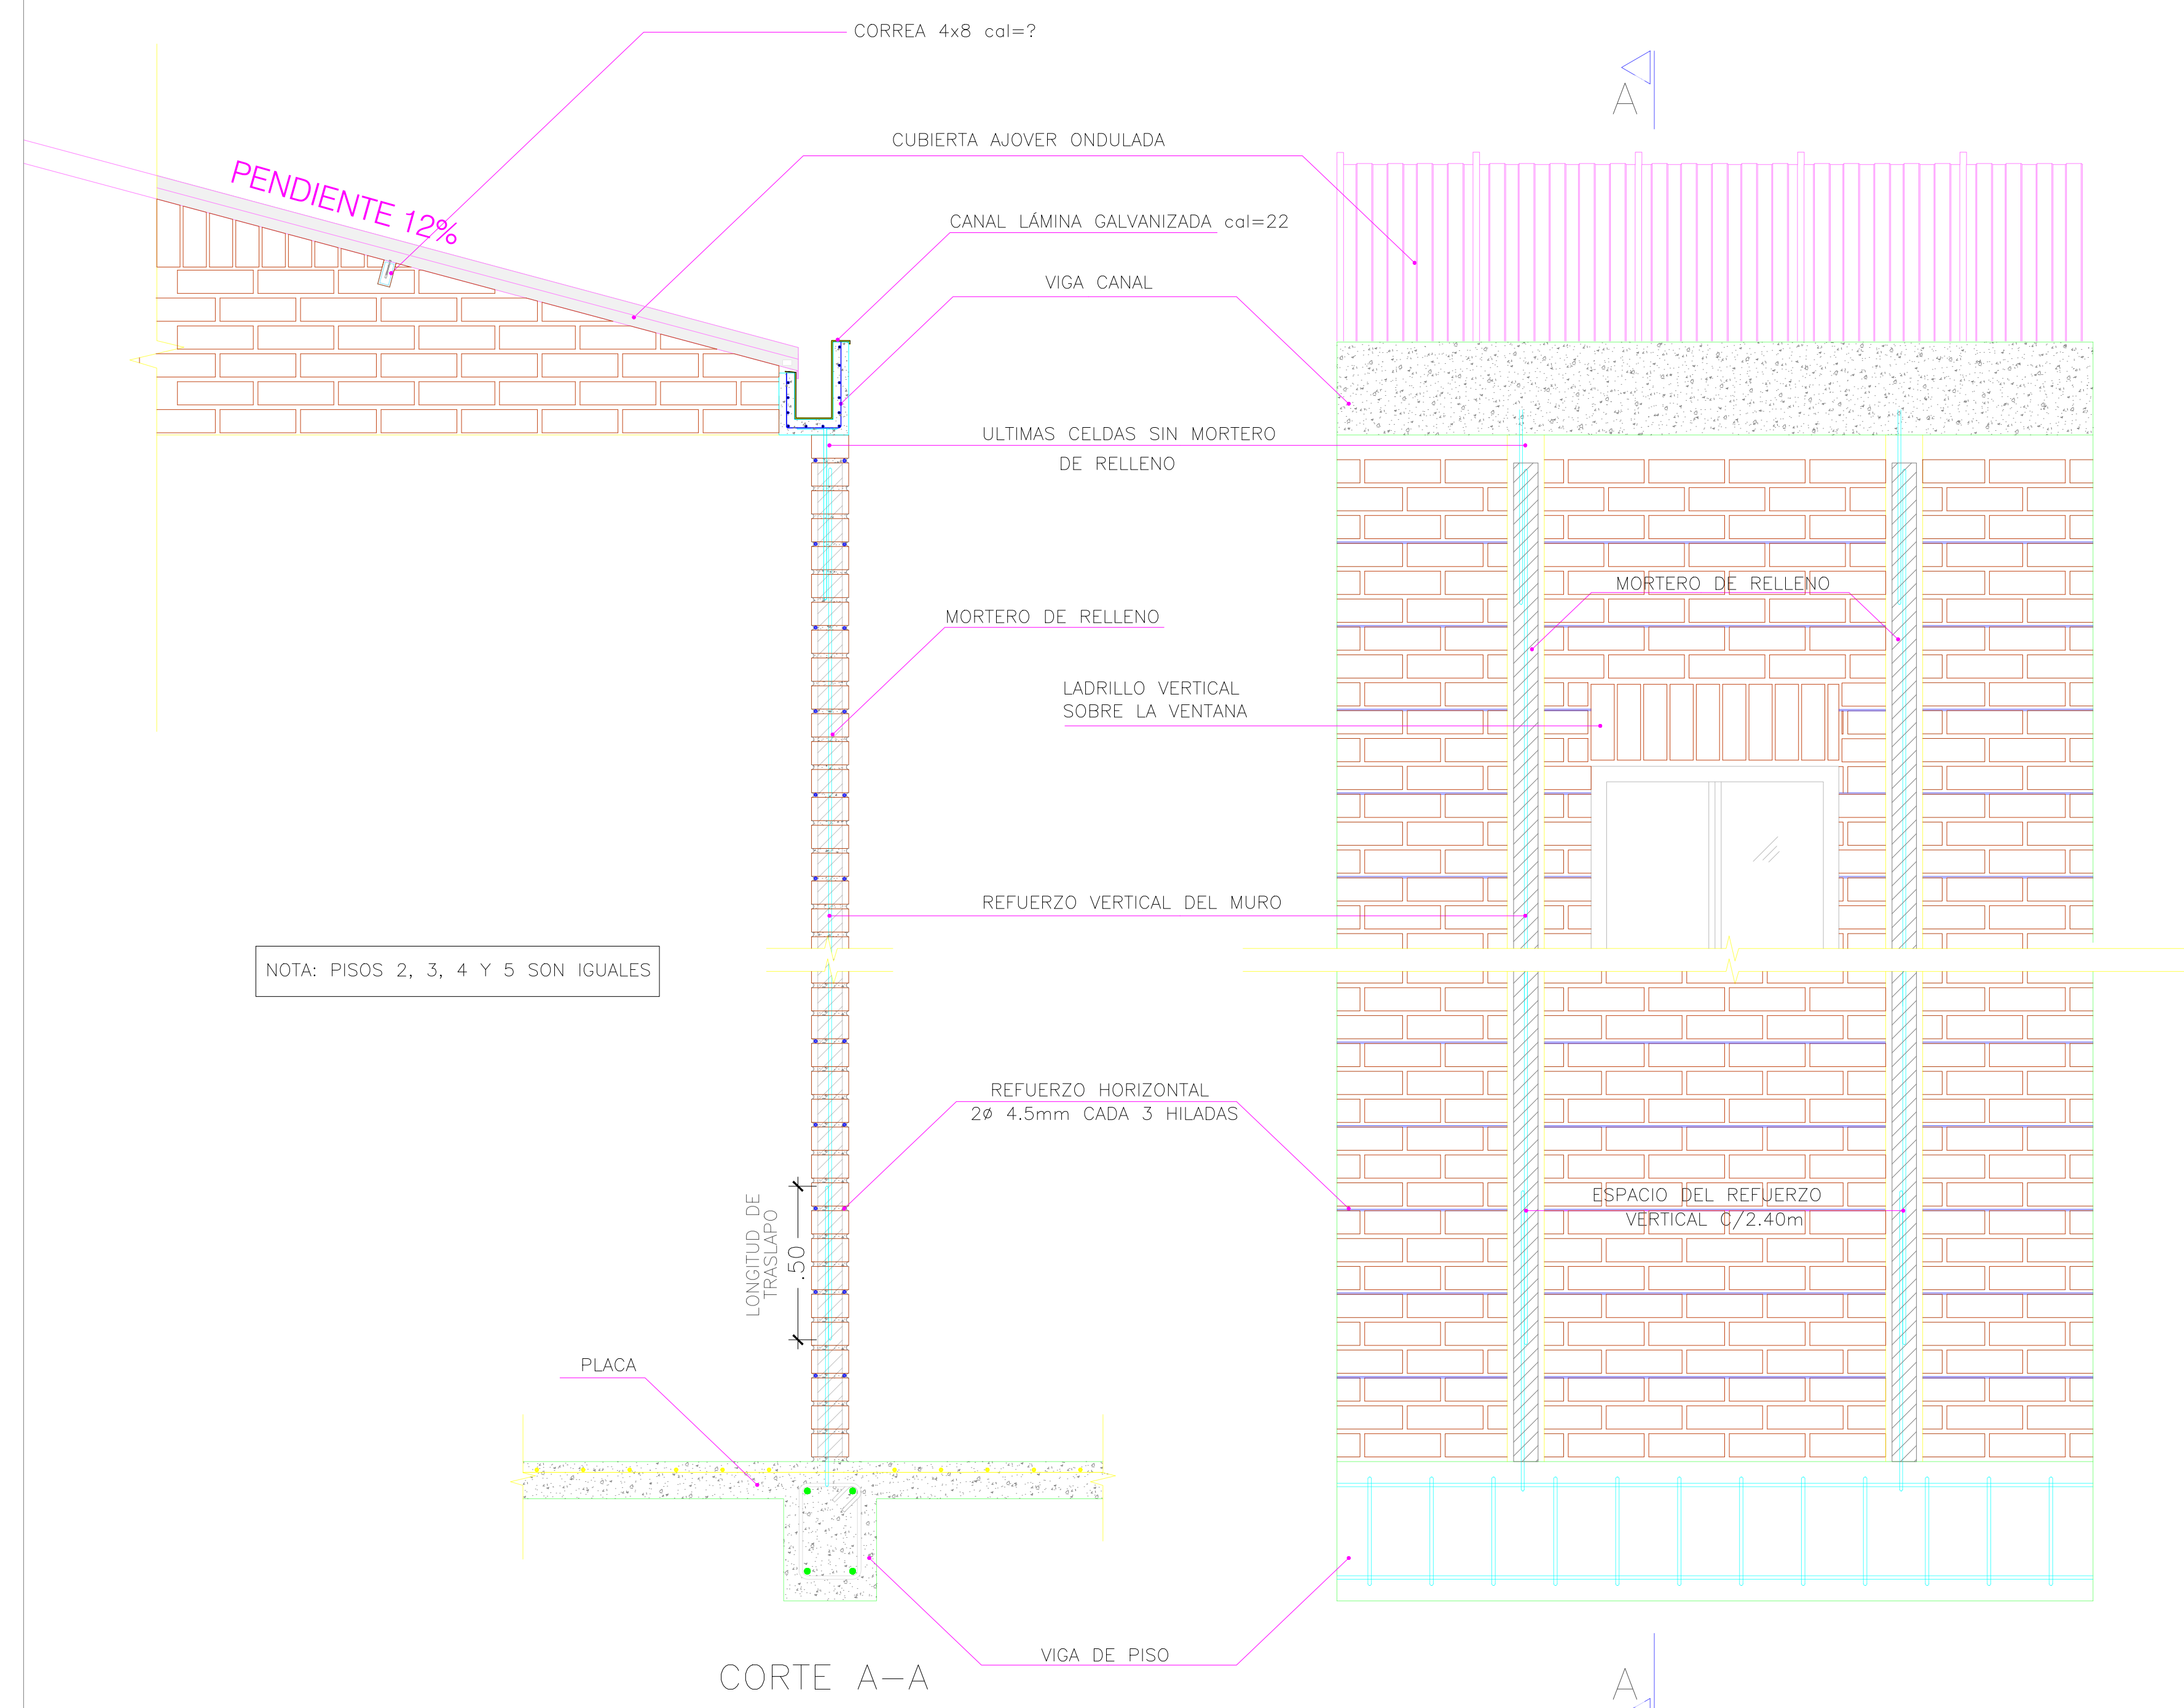 CORREA 4x8 cal=?
A
CUBIERTA AJOVER ONDULADA
PENDIENTE 12%
CANAL LÁMINA GALVANIZADA cal=22
VIGA CANAL
ULTIMAS CELDAS SIN MORTERO
DE RELLENO
MORTERO DE RELLENO
MORTERO DE RELLENO
LADRILLO VERTICAL
SOBRE LA VENTANA
REFUERZO VERTICAL DEL MURO
NOTA: PISOS 2, 3, 4 Y 5 SON IGUALES
REFUERZO HORIZONTAL
2ø 4.5mm CADA 3 HILADAS
LONGITUD DE
TRASLAPO
.50
ESPACIO DEL REFUERZO
VERTICAL C/2.40m
PLACA
VIGA DE PISO
CORTE A-A
A